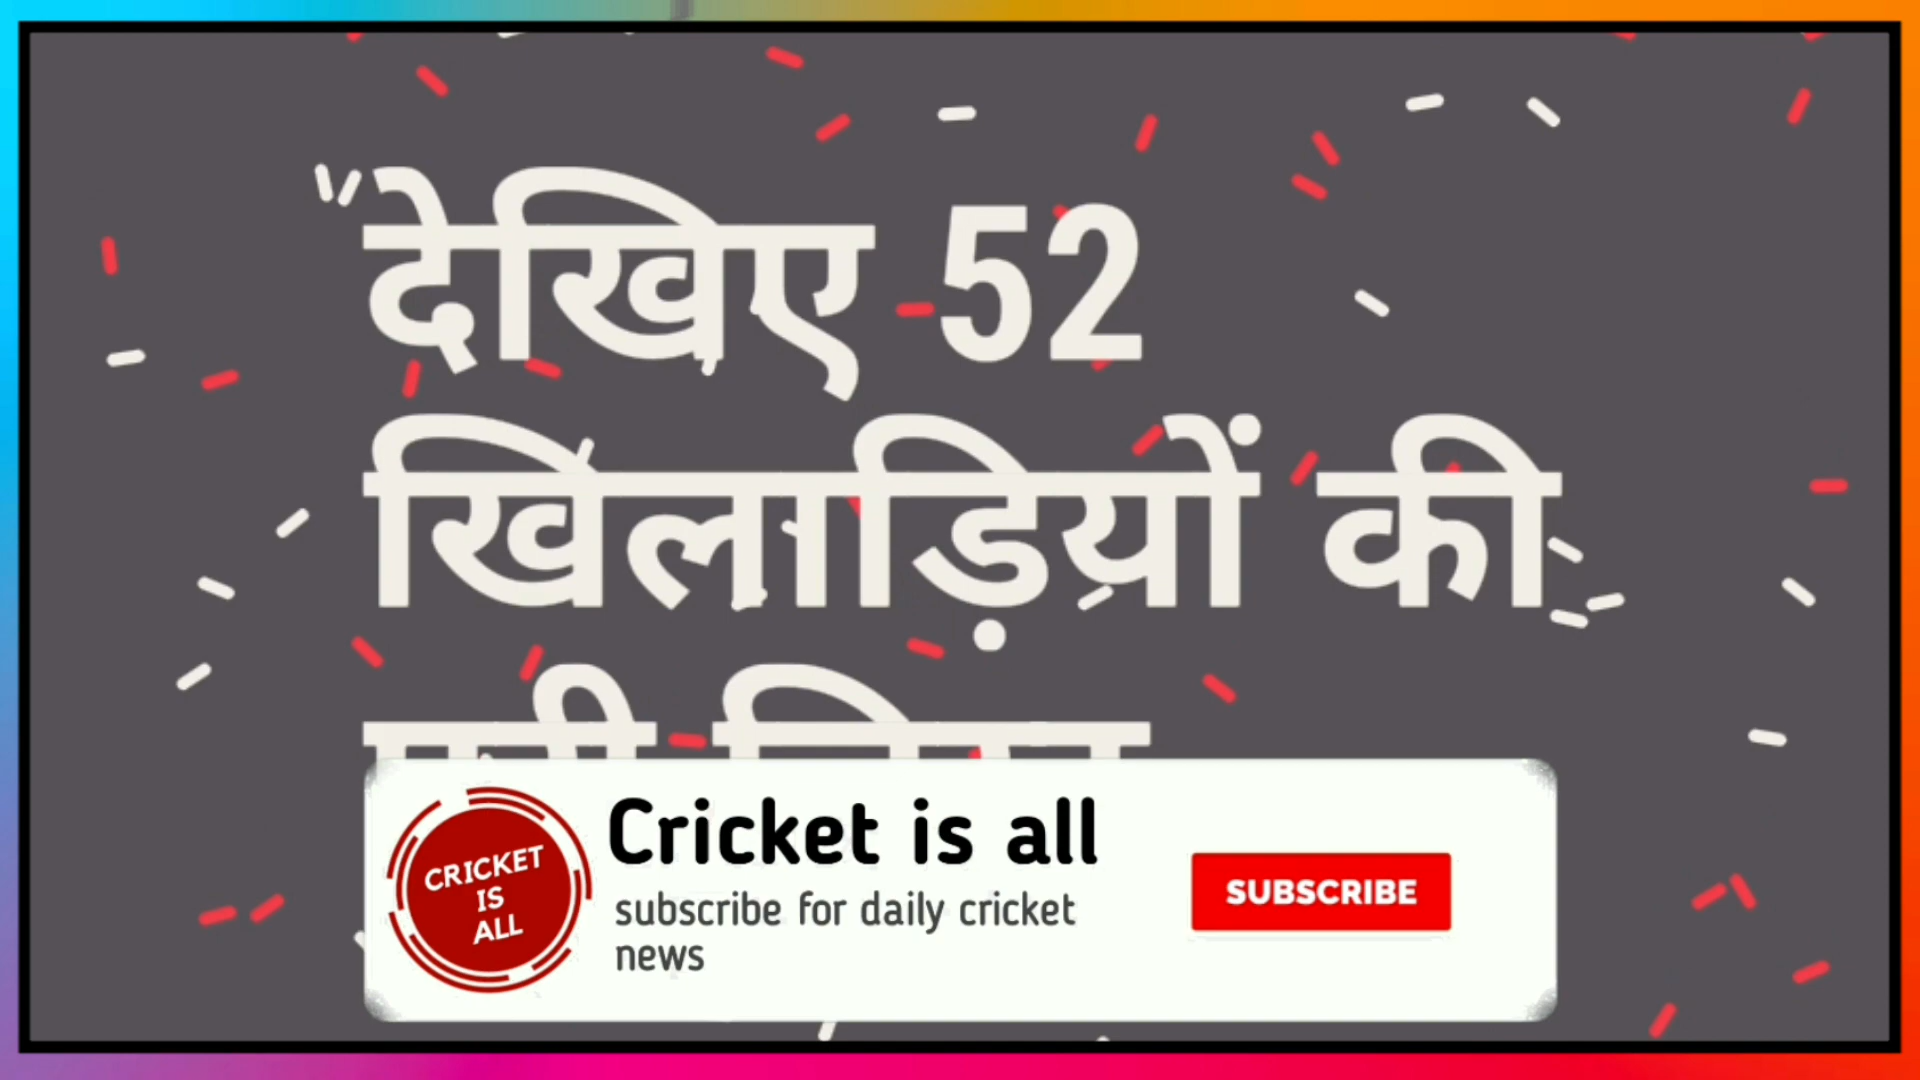 देखिए 52
खिलाड़ियों की
CRICKET
IS
ALL
Cricket is all
subscribe for daily cricket
news
SUBSCRIBE